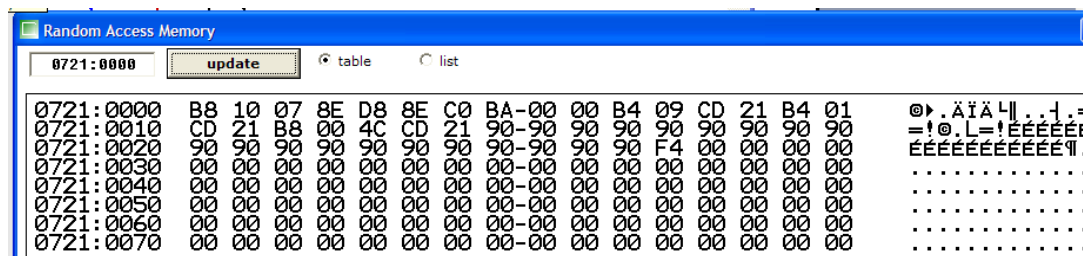 Random Access Memory
0721:0000 update table list
0721:0000 B8 10 07 8E D8 8E C0 BA-00 00 B4 09 CD 21 B4 01 ©►.ÄÏÄ└║..┤.=
0721:0010 CD 21 B8 00 4C CD 21 90-90 90 90 90 90 90 90 90 =!©.L=!ÉÉÉÉÉÉ
0721:0020 90 90 90 90 90 90 90 90-90 90 90 F4 00 00 00 00 ÉÉÉÉÉÉÉÉÉÉÉ¶.
0721:0030 00 00 00 00 00 00 00 00-00 00 00 00 00 00 00 00 .............
0721:0040 00 00 00 00 00 00 00 00-00 00 00 00 00 00 00 00 .............
0721:0050 00 00 00 00 00 00 00 00-00 00 00 00 00 00 00 00 .............
0721:0060 00 00 00 00 00 00 00 00-00 00 00 00 00 00 00 00 .............
0721:0070 00 00 00 00 00 00 00 00-00 00 00 00 00 00 00 00 .............